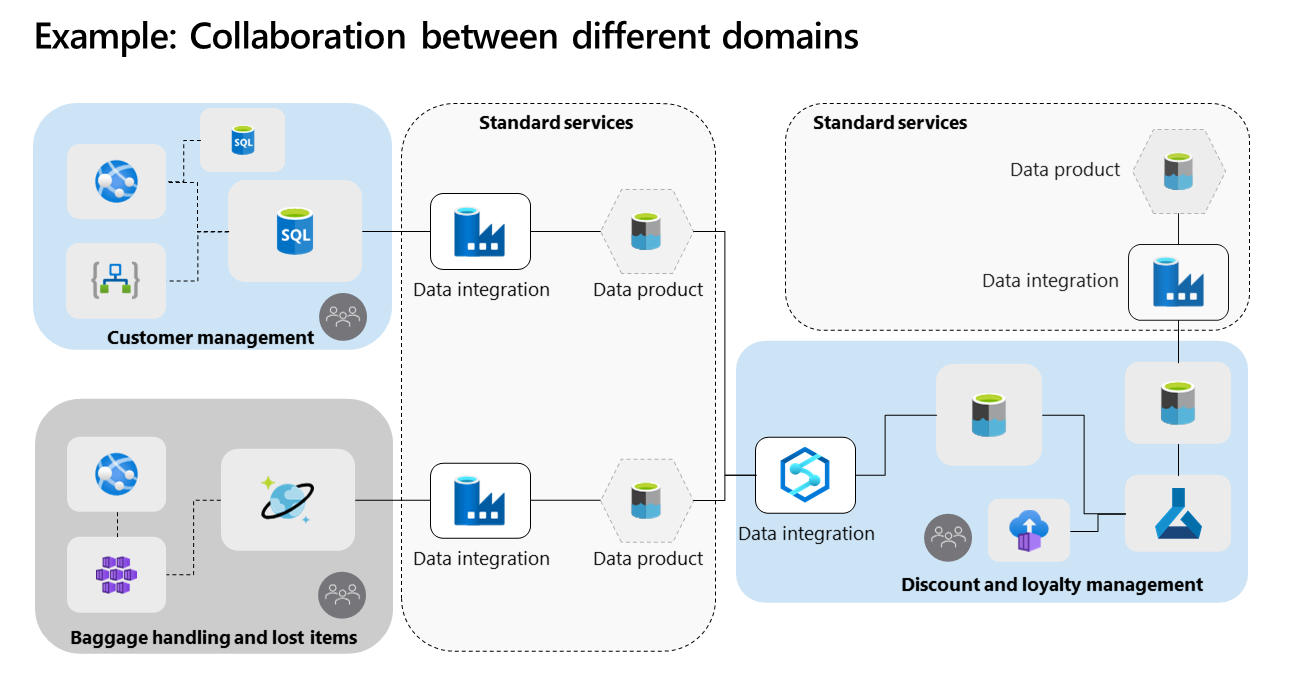 Example: Collaboration between different domains
SQL
SQL
Customer management
Standard services
Data integration
Data product
Baggage handling and lost items
Data integration
Data product
Standard services
Data product
Data integration
Data integration
Discount and loyalty management